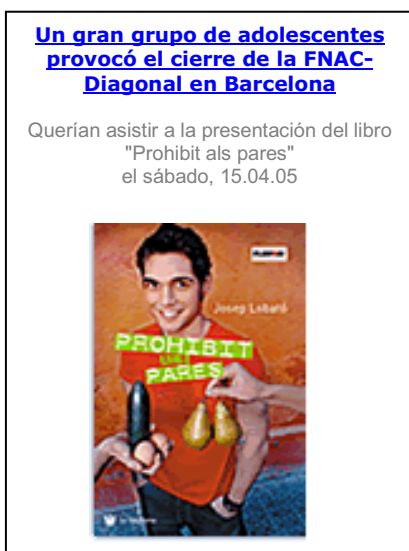 Un gran grupo de adolescentes
provocó el cierre de la FNAC-
Diagonal en Barcelona
Querían asistir a la presentación del libro
"Prohibit als pares"
el sábado, 15.04.05
Josep Lobató
PROHIBIT
ALS
PARES